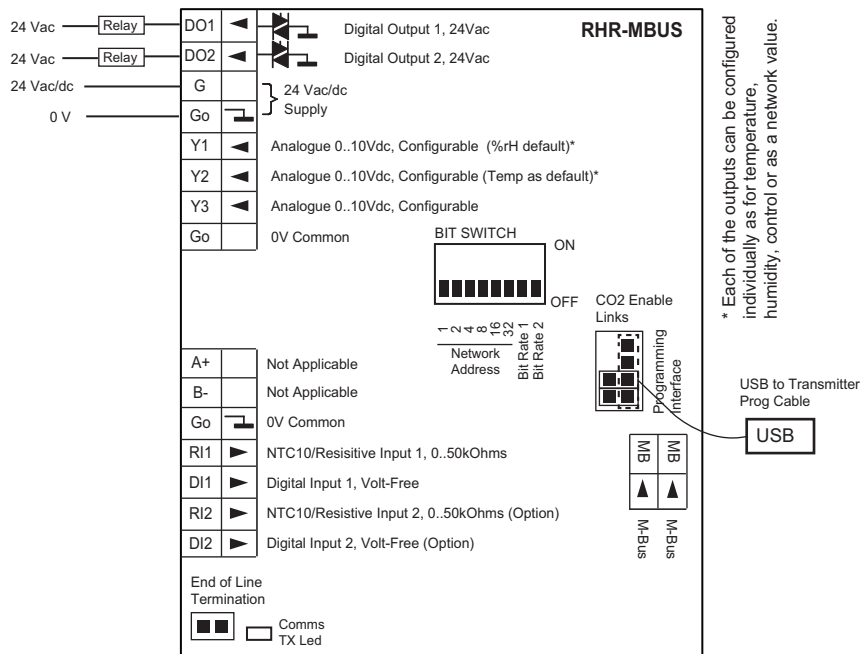 RHR-MBUS
24 Vac
Relay
DO1
Digital Output 1, 24Vac
24 Vac
Relay
DO2
Digital Output 2, 24Vac
24 Vac/dc
G
24 Vac/dc
Supply
0 V
Go
Y1
Analogue 0..10Vdc, Configurable (%rH default)*
Y2
Analogue 0..10Vdc, Configurable (Temp as default)*
Y3
Analogue 0..10Vdc, Configurable
Go
0V Common
BIT SWITCH
ON
OFF
1
2
4
8
16
32
Bit Rate 1
Bit Rate 2
Network
Address
CO2 Enable
Links
Programming
Interface
USB to Transmitter
Prog Cable
USB
A+
Not Applicable
B-
Not Applicable
Go
0V Common
RI1
NTC10/Resisitive Input 1, 0..50kOhms
DI1
Digital Input 1, Volt-Free
RI2
NTC10/Resistive Input 2, 0..50kOhms (Option)
DI2
Digital Input 2, Volt-Free (Option)
MB
MB
M-Bus
M-Bus
End of Line
Termination
Comms
TX Led
* Each of the outputs can be configured
individually as for temperature,
humidity, control or as a network value.